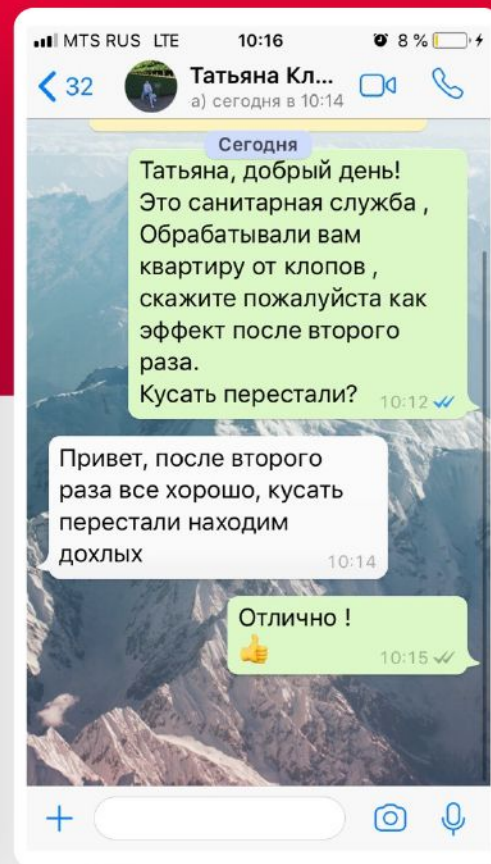 MTS RUS LTE 10:16 8 %
32 Татьяна Кл...
а) сегодня в 10:14
Сегодня
Татьяна, добрый день!
Это санитарная служба ,
Обрабатывали вам
квартиру от клопов ,
скажите пожалуйста как
эффект после второго
раза.
Кусать перестали? 10:12
Привет, после второго
раза все хорошо, кусать
перестали находим
дохлых 10:14
Отлично !
👍 10:15